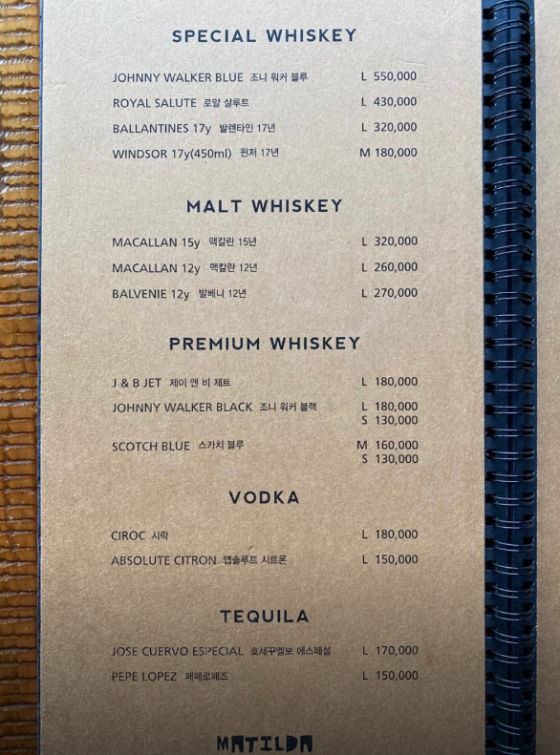 SPECIAL WHISKEY
JOHNNY WALKER BLUE 조니 워커 블루 L 550,000
ROYAL SALUTE 로얄 살루트 L 430,000
BALLANTINES 17y 발렌타인 17년 L 320,000
WINDSOR 17y(450ml) 윈저 17년 M 180,000
MALT WHISKEY
MACALLAN 15y 맥칼란 15년 L 320,000
MACALLAN 12y 맥칼란 12년 L 260,000
BALVENIE 12y 발베니 12년 L 270,000
PREMIUM WHISKEY
J & B JET 제이 앤 비 제트 L 180,000
JOHNNY WALKER BLACK 조니 워커 블랙 L 180,000
S 130,000
SCOTCH BLUE 스카치 블루 M 160,000
S 130,000
VODKA
CIROC 시락 L 180,000
ABSOLUTE CITRON 앱솔루트 시트론 L 150,000
TEQUILA
JOSE CUERVO ESPECIAL 호세꾸엘보 에스페셜 L 170,000
PEPE LOPEZ 페페로페즈 L 150,000
MATILDA